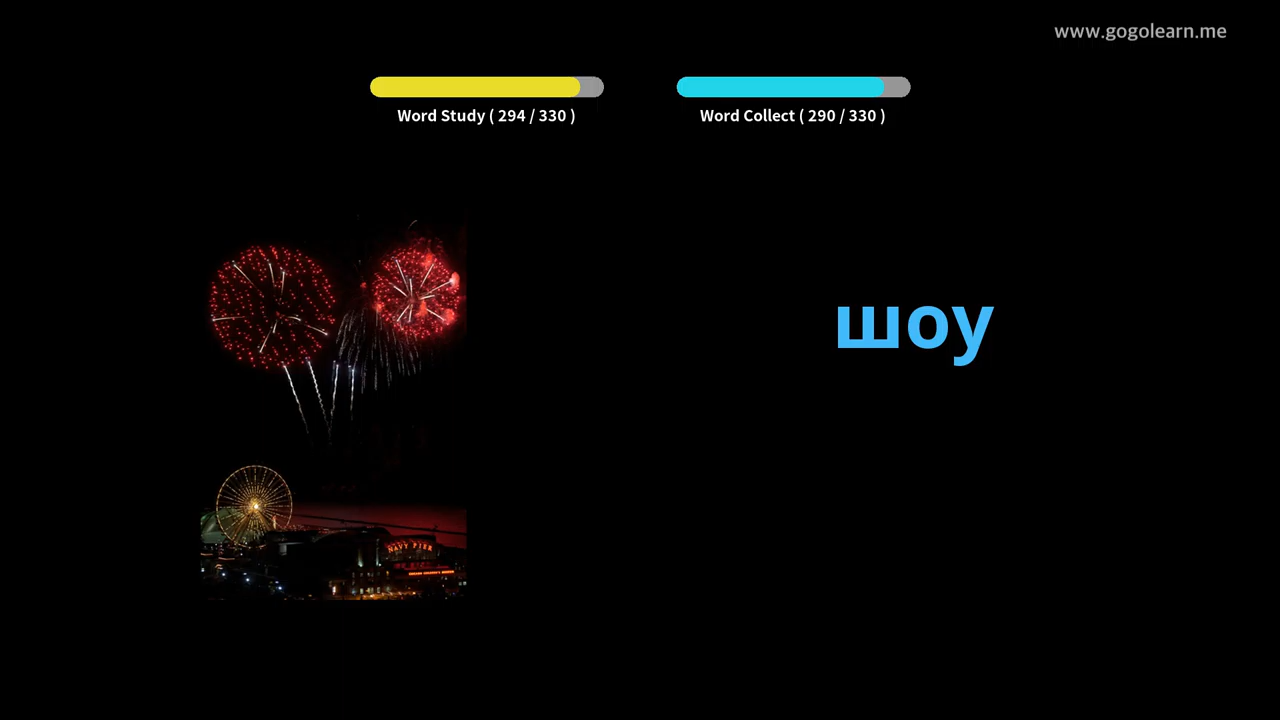 www.gogolearn.me
Word Study ( 294 / 330 )
Word Collect ( 290 / 330 )
шоу
NAVY PIER